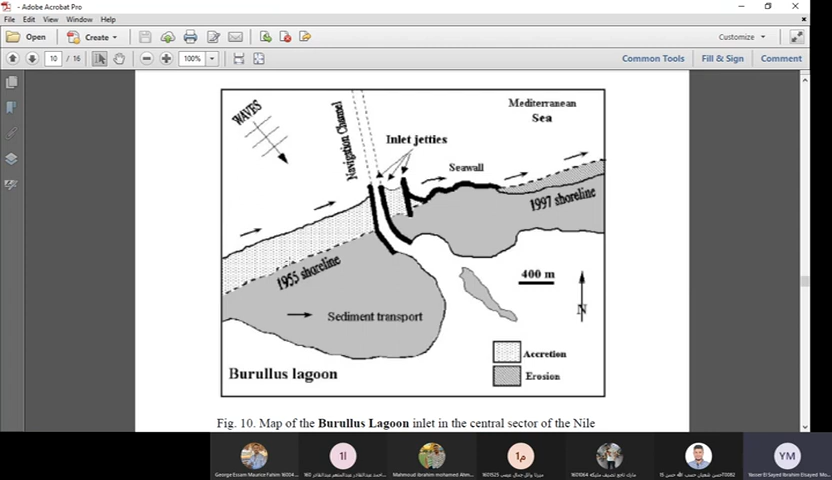 - Adobe Acrobat Pro
File Edit View Window Help
Open Create Customize
10 / 16 100% Common Tools Fill & Sign Comment
WAVES
Navigation Channel
Mediterranean
Sea
Inlet jetties
Seawall
1997 shoreline
1955 shoreline
400 m
N
Sediment transport
Accretion
Erosion
Burullus lagoon
Fig. 10. Map of the Burullus Lagoon inlet in the central sector of the Nile
YM
George Essam Maurice Fahim
Mahmoud ibrahim mohamed
Yasser El Sayed Ibrahim Elsayed